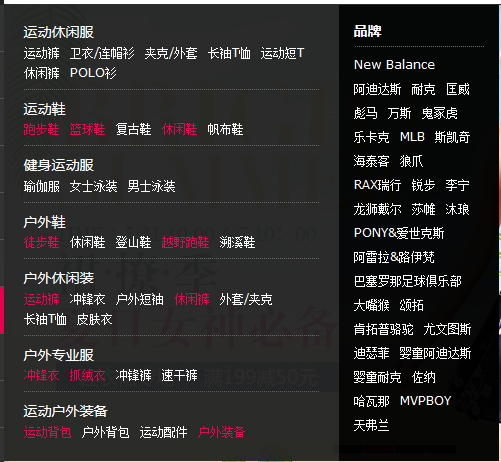 运动休闲服
运动裤 卫衣/连帽衫 夹克/外套 长袖T恤 运动短T
休闲裤 POLO衫
运动鞋
跑步鞋 篮球鞋 复古鞋 休闲鞋 帆布鞋
健身运动服
瑜伽服 女士泳装 男士泳装
户外鞋
徒步鞋 休闲鞋 登山鞋 越野跑鞋 溯溪鞋
户外休闲装
运动裤 冲锋衣 户外短袖 休闲裤 外套/夹克
长袖T恤 皮肤衣
户外专业服
冲锋衣 抓绒衣 冲锋裤 速干裤
运动户外装备
运动背包 户外背包 运动配件 户外装备
品牌
New Balance
阿迪达斯 耐克 匡威
彪马 万斯 鬼冢虎
乐卡克 MLB 斯凯奇
海泰客 狼爪
RAX瑞行 锐步 李宁
龙狮戴尔 莎帷 沐琅
PONY&爱世克斯
阿雷拉&路伊梵
巴塞罗那足球俱乐部
大嘴猴 颂拓
肯拓普骆驼 尤文图斯
迪瑟菲 婴童阿迪达斯
婴童耐克 佐纳
哈瓦那 MVPBOY
天弗兰
满199减50元